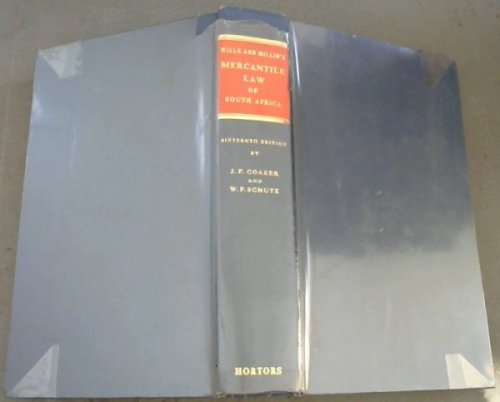 WILLE AND MILLIN'S
MERCANTILE
LAW
OF
SOUTH AFRICA
SIXTEENTH EDITION
BY
J. F. COAKER
AND
W. P. SCHUTZ
HORTORS